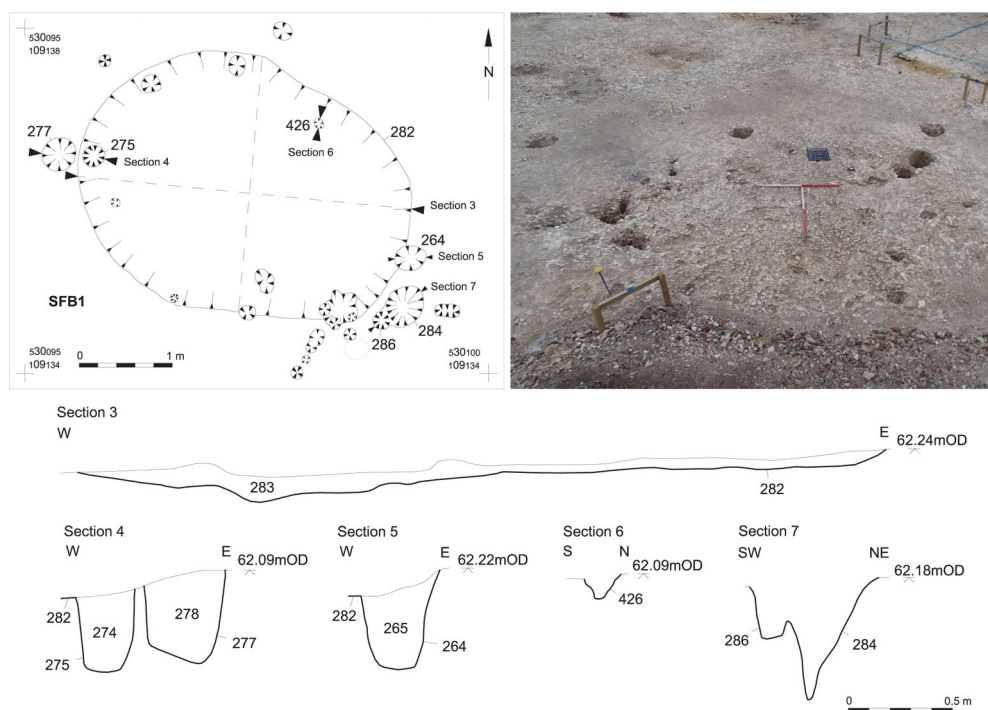 530095
109138
N
277
275
Section 4
426
Section 6
282
Section 3
264
Section 5
Section 7
SFB1
284
286
530095
109134
0 1 m
530100
109134
Section 3
W E
62.24mOD
283
282
Section 4
W E
62.09mOD
282
274
278
275
277
Section 5
W E
62.22mOD
282
265
264
Section 6
S N
62.09mOD
426
Section 7
SW NE
62.18mOD
286
284
0 0.5 m